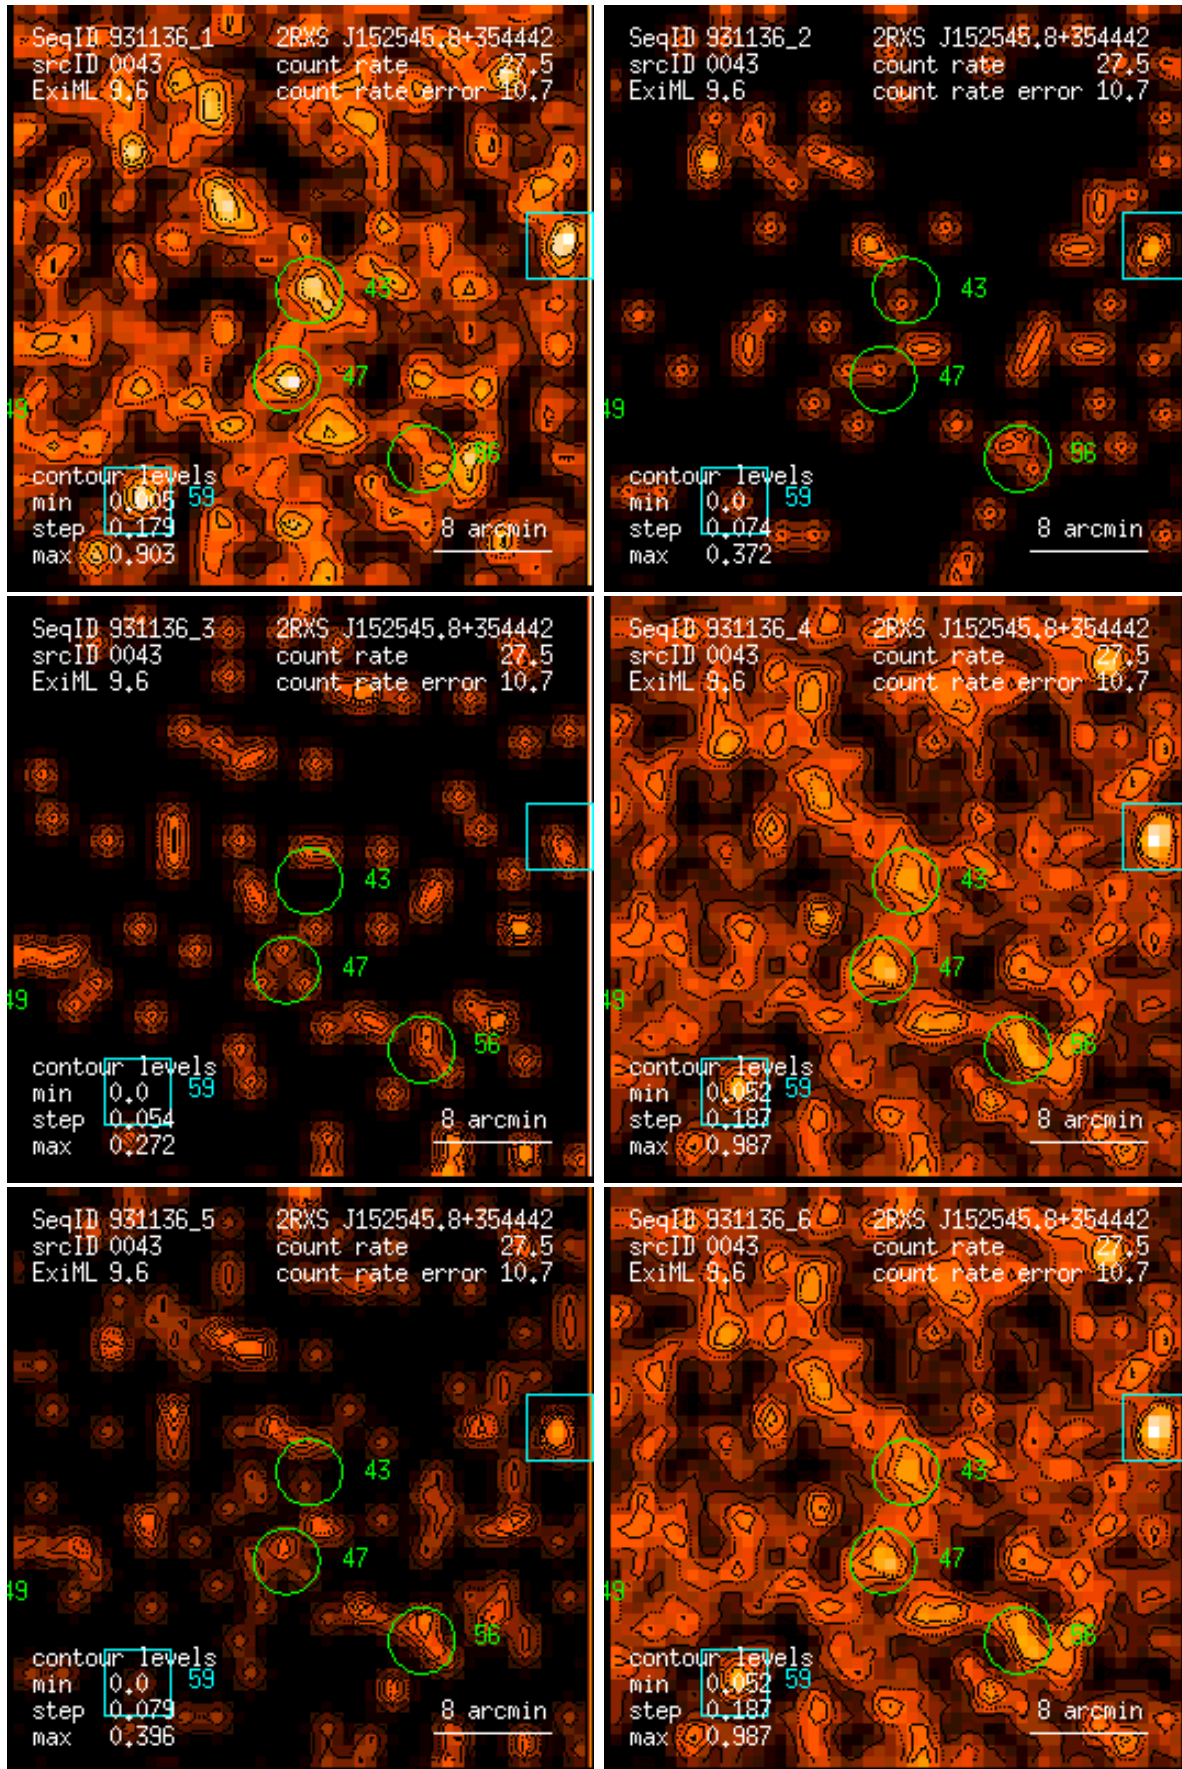 SeqID 931136_1 2RXS J152545.8+354442
srcID 0043 count rate 27.5
ExiML 9.6 count rate error 10.7
43
47
49
56
contour levels
min 0.005 59
step 0.179 8 arcmin
max 0.903
SeqID 931136_2 2RXS J152545.8+354442
srcID 0043 count rate 27.5
ExiML 9.6 count rate error 10.7
43
47
49
56
contour levels
min 0.0 59
step 0.074 8 arcmin
max 0.372
SeqID 931136_3 2RXS J152545.8+354442
srcID 0043 count rate 27.5
ExiML 9.6 count rate error 10.7
43
47
49
56
contour levels
min 0.0 59
step 0.054 8 arcmin
max 0.272
SeqID 931136_4 2RXS J152545.8+354442
srcID 0043 count rate 27.5
ExiML 9.6 count rate error 10.7
43
47
49
56
contour levels
min 0.052 59
step 0.187 8 arcmin
max 0.987
SeqID 931136_5 2RXS J152545.8+354442
srcID 0043 count rate 27.5
ExiML 9.6 count rate error 10.7
43
47
49
56
contour levels
min 0.0 59
step 0.079 8 arcmin
max 0.396
SeqID 931136_6 2RXS J152545.8+354442
srcID 0043 count rate 27.5
ExiML 9.6 count rate error 10.7
43
47
49
56
contour levels
min 0.052 59
step 0.187 8 arcmin
max 0.987